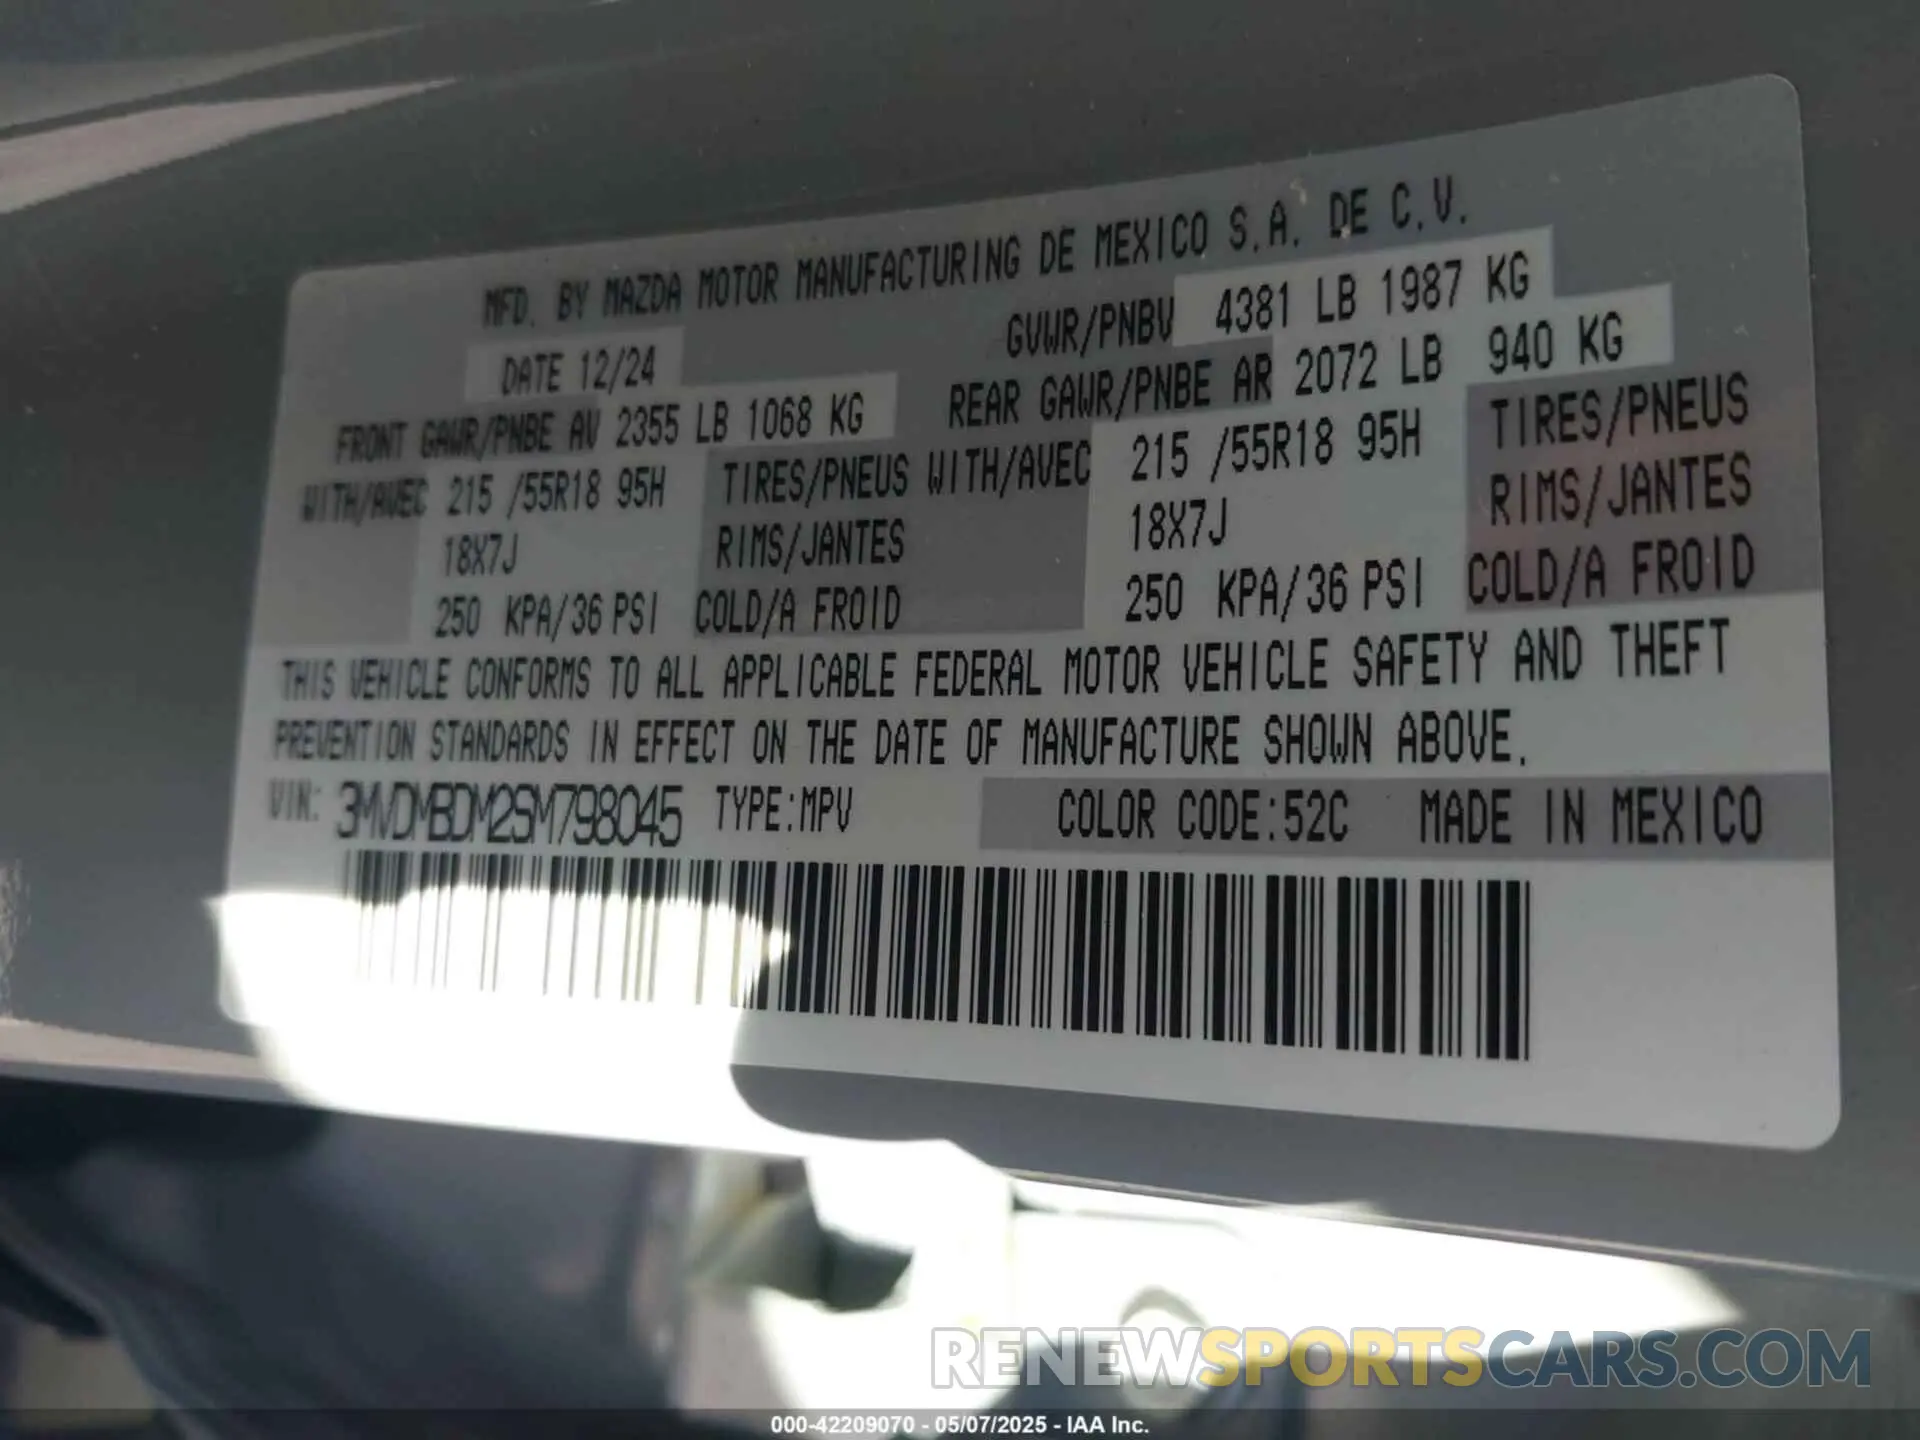 MFD. BY MAZDA MOTOR MANUFACTURING DE MEXICO S.A. DE C.V.
DATE 12/24 GVWR/PNBV 4381 LB 1987 KG
FRONT GAWR/PNBE AV 2355 LB 1068 KG REAR GAWR/PNBE AR 2072 LB 940 KG
WITH/AVEC 215 /55R18 95H TIRES/PNEUS WITH/AVEC 215 /55R18 95H TIRES/PNEUS
18X7J RIMS/JANTES 18X7J RIMS/JANTES
250 KPA/36 PSI COLD/A FROID 250 KPA/36 PSI COLD/A FROID
THIS VEHICLE CONFORMS TO ALL APPLICABLE FEDERAL MOTOR VEHICLE SAFETY AND THEFT
PREVENTION STANDARDS IN EFFECT ON THE DATE OF MANUFACTURE SHOWN ABOVE.
VIN: 3MVDMBDM2SM798045 TYPE:MPV COLOR CODE:52C MADE IN MEXICO
RENEWSPORTSCARS.COM
000-42209070 - 05/07/2025 - IAA Inc.